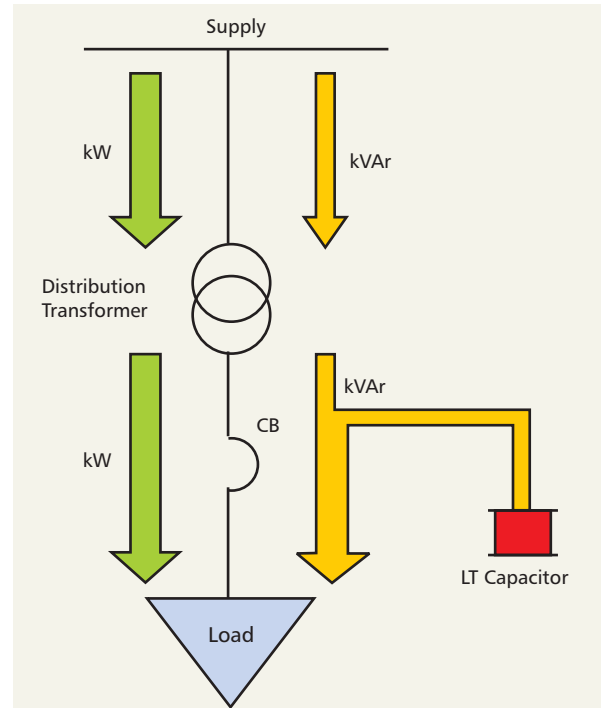 Supply
kW
kVAr
Distribution
Transformer
kVAr
CB
kW
LT Capacitor
Load